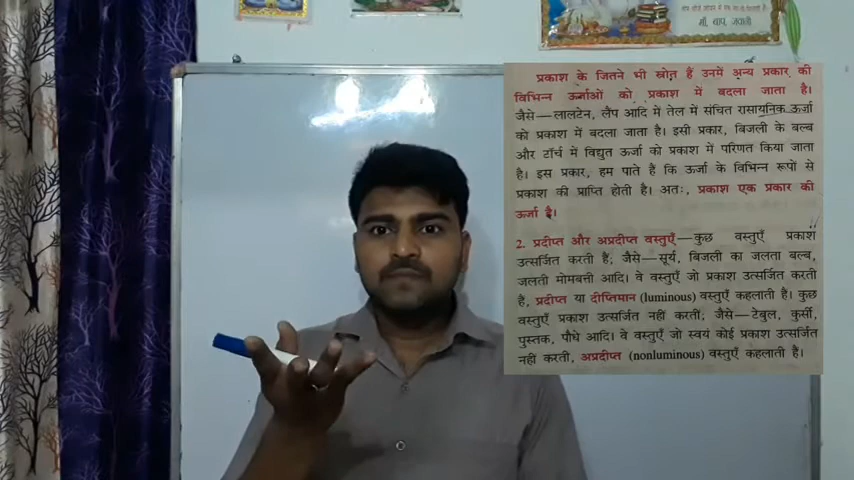 माँ, बाप, जवानी
प्रकाश के जितने भी स्रोत हैं उनमें अन्य प्रकार की
विभिन्न ऊर्जाओं को प्रकाश में बदला जाता है।
जैसे—लालटेन, लैंप आदि में तेल में संचित रासायनिक ऊर्जा
को प्रकाश में बदला जाता है। इसी प्रकार, बिजली के बल्ब
और टॉर्च में विद्युत ऊर्जा को प्रकाश में परिणत किया जाता
है। इस प्रकार, हम पाते हैं कि ऊर्जा के विभिन्न रूपों से
प्रकाश की प्राप्ति होती है। अतः, प्रकाश एक प्रकार की
ऊर्जा है।
2. प्रदीप्त और अप्रदीप्त वस्तुएँ—कुछ वस्तुएँ प्रकाश
उत्सर्जित करती हैं; जैसे—सूर्य, बिजली का जलता बल्ब,
जलती मोमबत्ती आदि। वे वस्तुएँ जो प्रकाश उत्सर्जित करती
हैं, प्रदीप्त या दीप्तिमान (luminous) वस्तुएँ कहलाती हैं। कुछ
वस्तुएँ प्रकाश उत्सर्जित नहीं करतीं; जैसे—टेबुल, कुर्सी,
पुस्तक, पौधे आदि। वे वस्तुएँ जो स्वयं कोई प्रकाश उत्सर्जित
नहीं करतीं, अप्रदीप्त (nonluminous) वस्तुएँ कहलाती हैं।